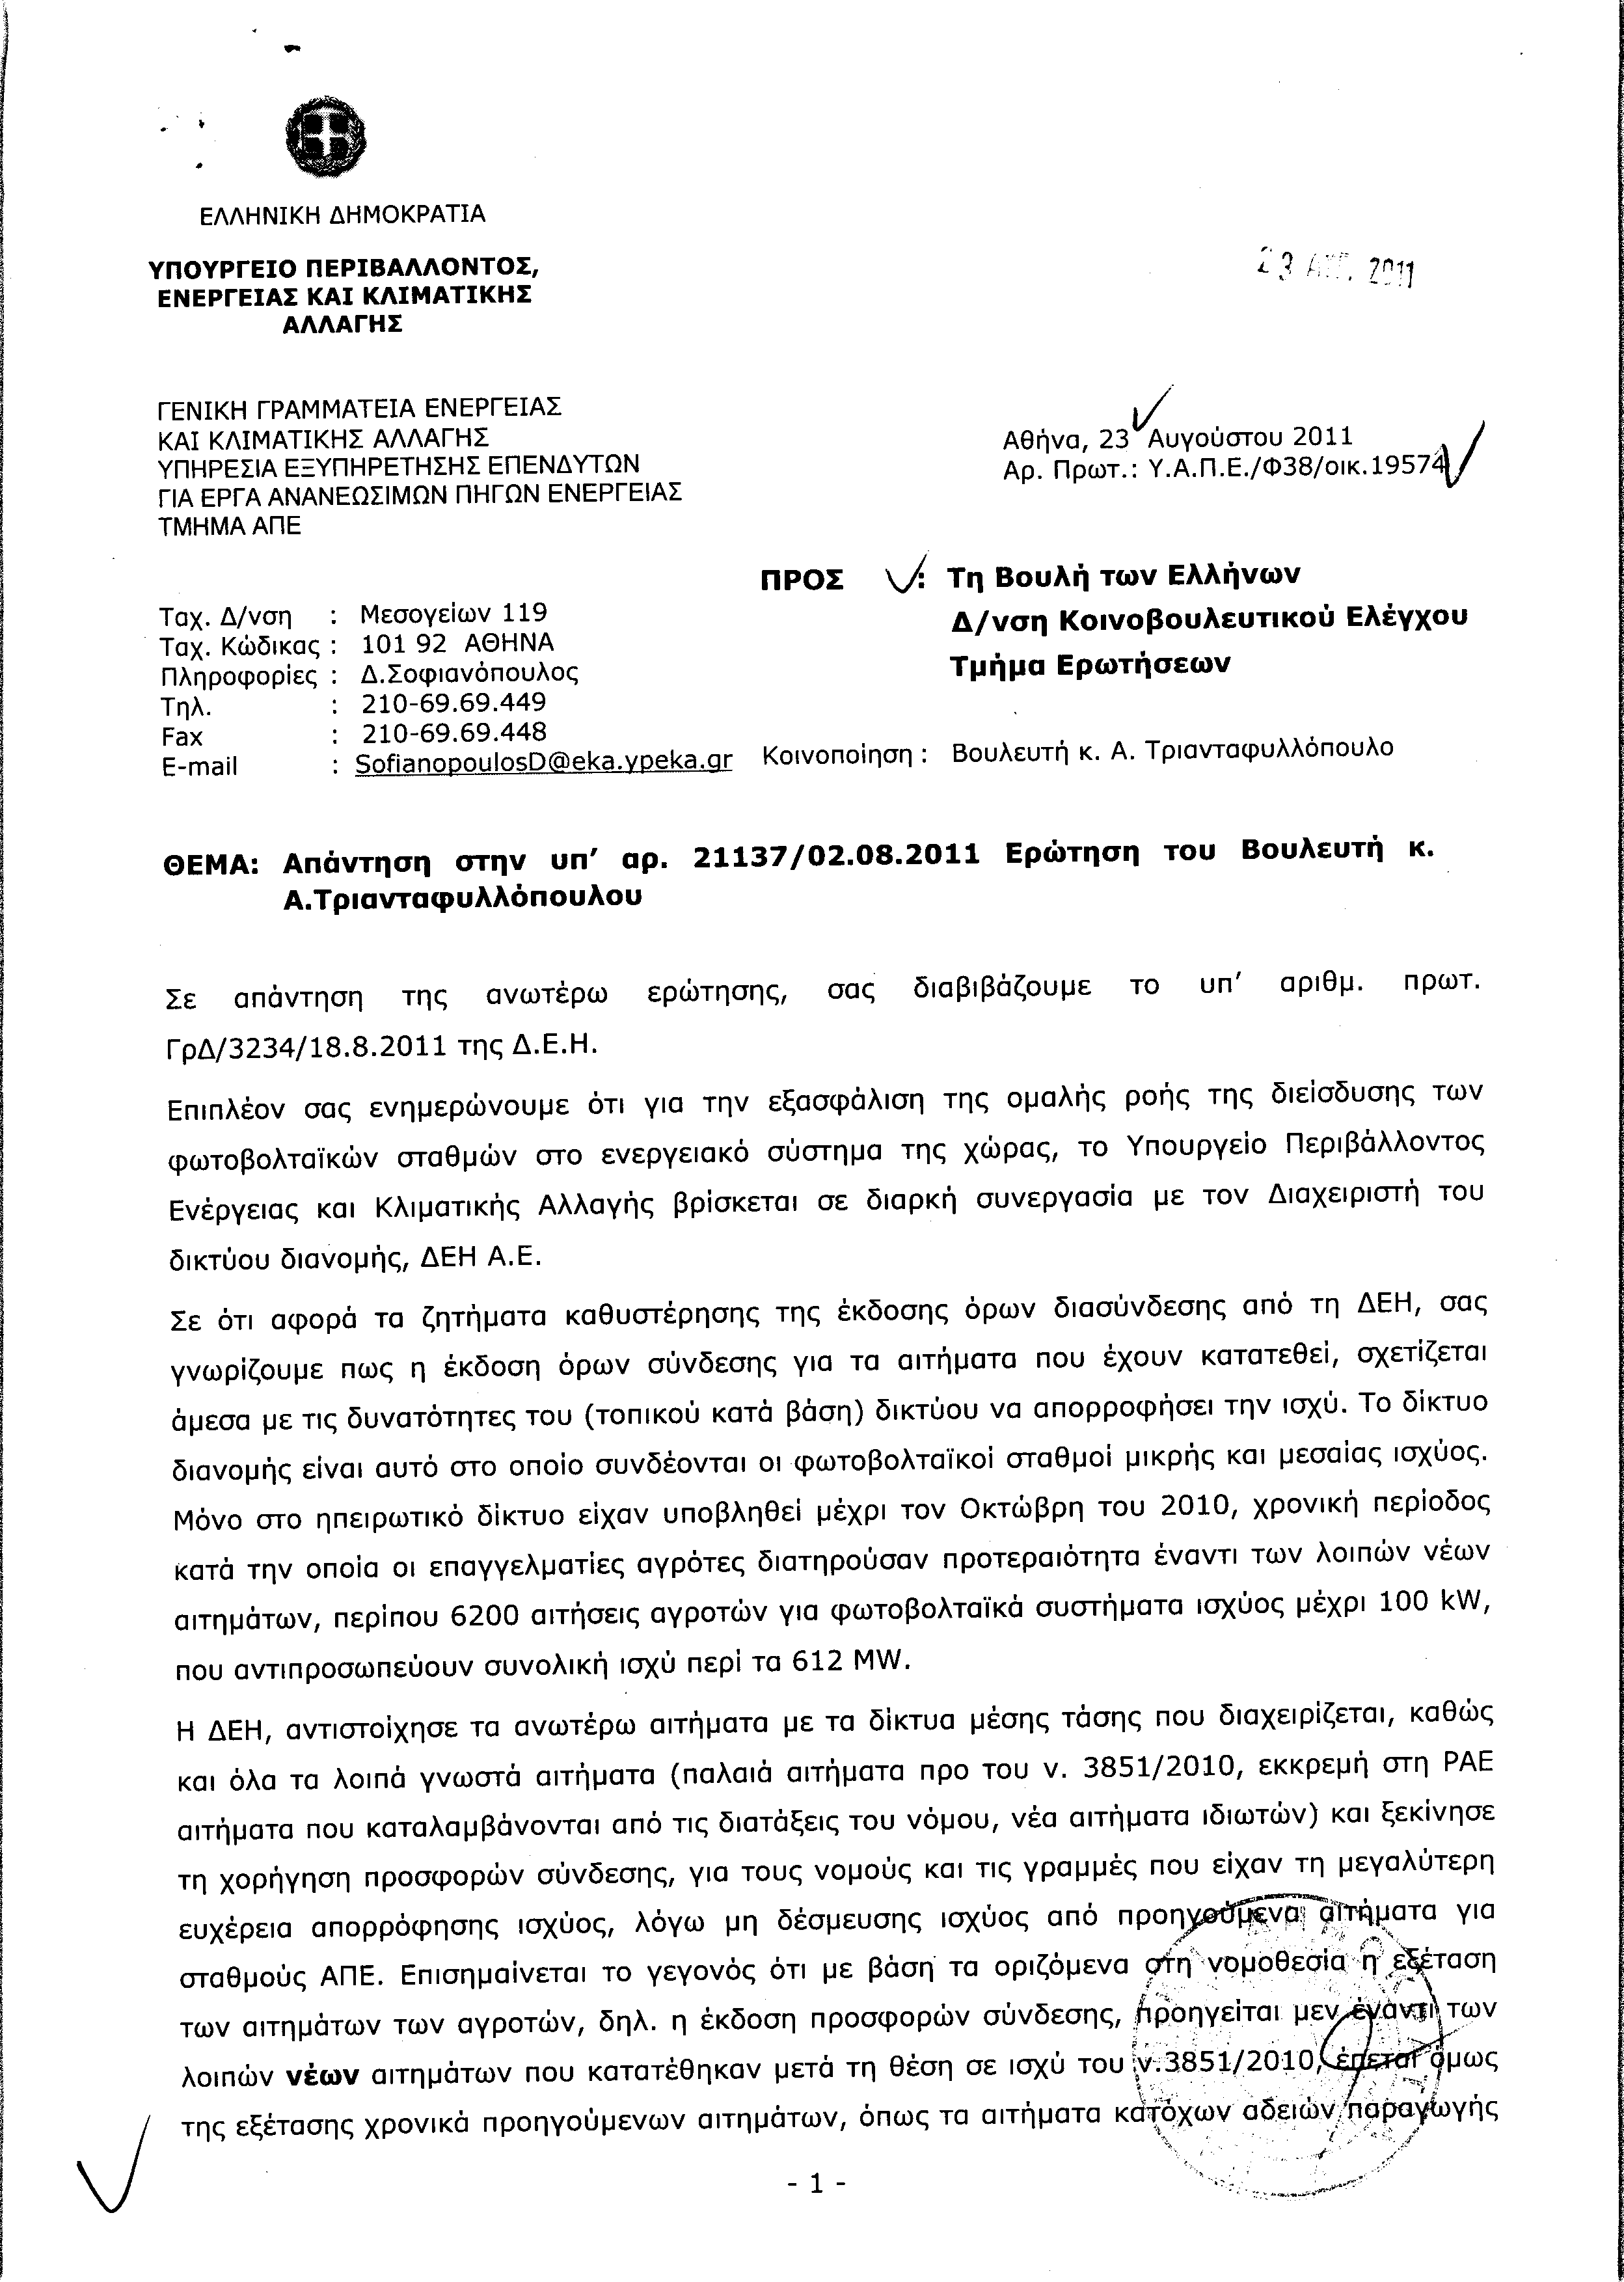 ΕΛΛΗΝΙΚΗ ΔΗΜΟΚΡΑΤΙΑ
ΥΠΟΥΡΓΕΙΟ ΠΕΡΙΒΑΛΛΟΝΤΟΣ,
ΕΝΕΡΓΕΙΑΣ ΚΑΙ ΚΛΙΜΑΤΙΚΗΣ
ΑΛΛΑΓΗΣ
23 ΑΥΓ. 2011
ΓΕΝΙΚΗ ΓΡΑΜΜΑΤΕΙΑ ΕΝΕΡΓΕΙΑΣ
ΚΑΙ ΚΛΙΜΑΤΙΚΗΣ ΑΛΛΑΓΗΣ
ΥΠΗΡΕΣΙΑ ΕΞΥΠΗΡΕΤΗΣΗΣ ΕΠΕΝΔΥΤΩΝ
ΓΙΑ ΕΡΓΑ ΑΝΑΝΕΩΣΙΜΩΝ ΠΗΓΩΝ ΕΝΕΡΓΕΙΑΣ
ΤΜΗΜΑ ΑΠΕ
Αθήνα, 23 Αυγούστου 2011
Αρ. Πρωτ.: Υ.Α.Π.Ε./Φ38/οικ.19574
ΠΡΟΣ : Τη Βουλή των Ελλήνων
Δ/νση Κοινοβουλευτικού Ελέγχου
Τμήμα Ερωτήσεων
Ταχ. Δ/νση : Μεσογείων 119
Ταχ. Κώδικας : 101 92 ΑΘΗΝΑ
Πληροφορίες : Δ.Σοφιανόπουλος
Τηλ. : 210-69.69.449
Fax : 210-69.69.448
E-mail : SofianopoulosD@eka.ypeka.gr
Κοινοποίηση : Βουλευτή κ. Α. Τριανταφυλλόπουλο
ΘΕΜΑ: Απάντηση στην υπ' αρ. 21137/02.08.2011 Ερώτηση του Βουλευτή κ.
Α.Τριανταφυλλόπουλου
Σε απάντηση της ανωτέρω ερώτησης, σας διαβιβάζουμε το υπ' αριθμ. πρωτ.
ΓρΔ/3234/18.8.2011 της Δ.Ε.Η.
Επιπλέον σας ενημερώνουμε ότι για την εξασφάλιση της ομαλής ροής της διείσδυσης των
φωτοβολταϊκών σταθμών στο ενεργειακό σύστημα της χώρας, το Υπουργείο Περιβάλλοντος
Ενέργειας και Κλιματικής Αλλαγής βρίσκεται σε διαρκή συνεργασία με τον Διαχειριστή του
δικτύου διανομής, ΔΕΗ Α.Ε.
Σε ότι αφορά τα ζητήματα καθυστέρησης της έκδοσης όρων διασύνδεσης από τη ΔΕΗ, σας
γνωρίζουμε πως η έκδοση όρων σύνδεσης για τα αιτήματα που έχουν κατατεθεί, σχετίζεται
άμεσα με τις δυνατότητες του (τοπικού κατά βάση) δικτύου να απορροφήσει την ισχύ. Το δίκτυο
διανομής είναι αυτό στο οποίο συνδέονται οι φωτοβολταϊκοί σταθμοί μικρής και μεσαίας ισχύος.
Μόνο στο ηπειρωτικό δίκτυο είχαν υποβληθεί μέχρι τον Οκτώβρη του 2010, χρονική περίοδος
κατά την οποία οι επαγγελματίες αγρότες διατηρούσαν προτεραιότητα έναντι των λοιπών νέων
αιτημάτων, περίπου 6200 αιτήσεις αγροτών για φωτοβολταϊκά συστήματα ισχύος μέχρι 100 kW,
που αντιπροσωπεύουν συνολική ισχύ περί τα 612 MW.
Η ΔΕΗ, αντιστοίχησε τα ανωτέρω αιτήματα με τα δίκτυα μέσης τάσης που διαχειρίζεται, καθώς
και όλα τα λοιπά γνωστά αιτήματα (παλαιά αιτήματα προ του ν. 3851/2010, εκκρεμή στη ΡΑΕ
αιτήματα που καταλαμβάνονται από τις διατάξεις του νόμου, νέα αιτήματα ιδιωτών) και ξεκίνησε
τη χορήγηση προσφορών σύνδεσης, για τους νομούς και τις γραμμές που είχαν τη μεγαλύτερη
ευχέρεια απορρόφησης ισχύος, λόγω μη δέσμευσης ισχύος από προηγούμενα αιτήματα για
σταθμούς ΑΠΕ. Επισημαίνεται το γεγονός ότι με βάση τα οριζόμενα στη νομοθεσία η εξέταση
των αιτημάτων των αγροτών, δηλ. η έκδοση προσφορών σύνδεσης, προηγείται μεν έναντι των
λοιπών νέων αιτημάτων που κατατέθηκαν μετά τη θέση σε ισχύ του ν.3851/2010, έπεται όμως
της εξέτασης χρονικά προηγούμενων αιτημάτων, όπως τα αιτήματα κατόχων αδειών παραγωγής
- 1 -